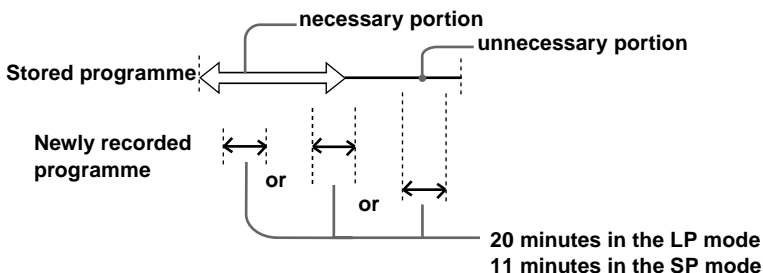 necessary portion
unnecessary portion
Stored programme
Newly recorded
programme
or
or
20 minutes in the LP mode
11 minutes in the SP mode